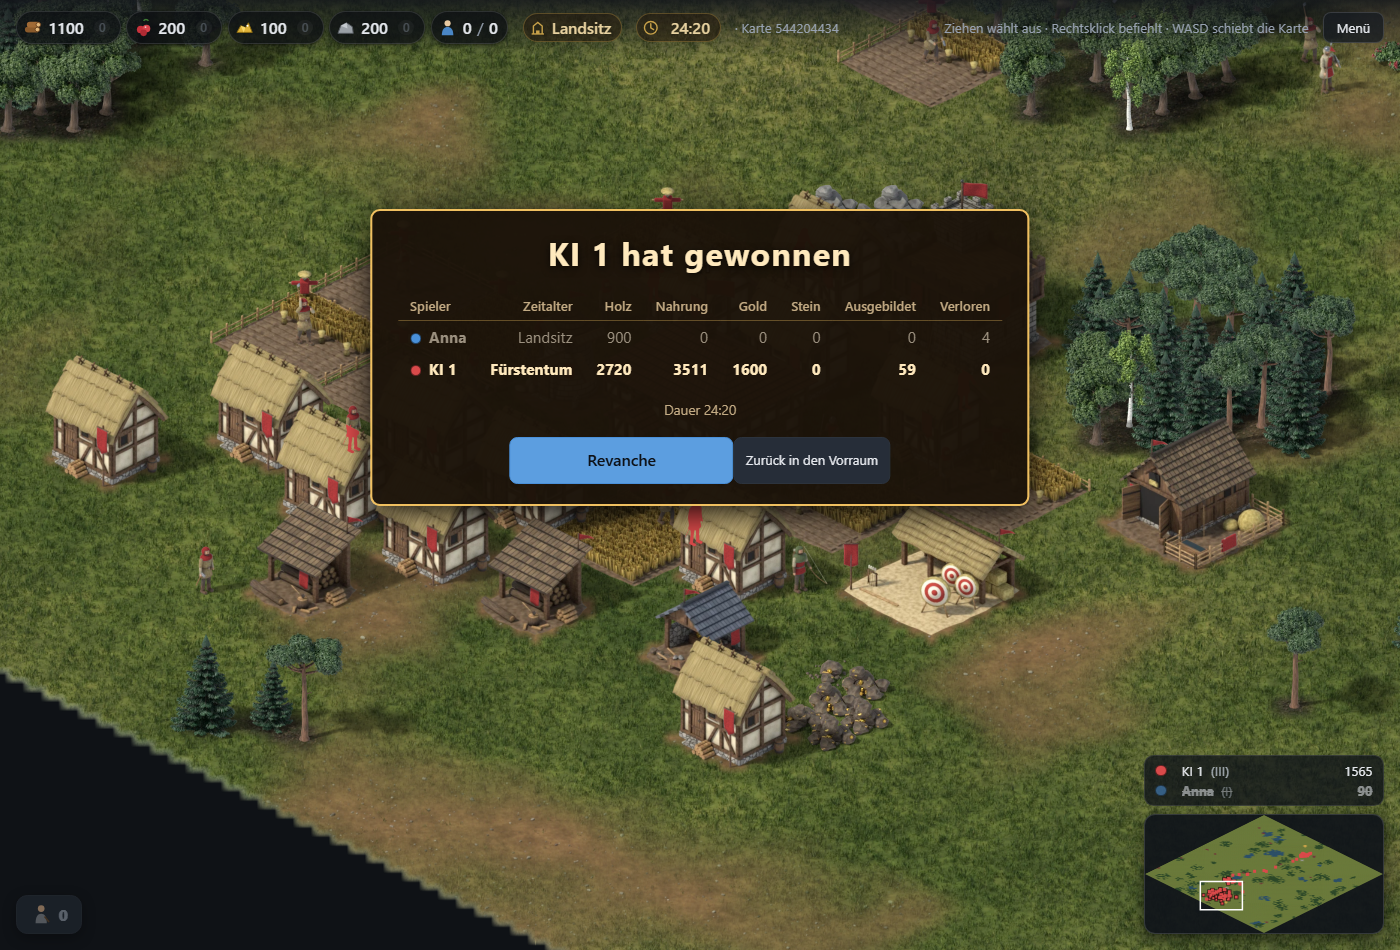 1100 0 200 0 100 0 200 0 0 / 0 Landsitz 24:20 · Karte 544204434 Ziehen wählt aus · Rechtsklick befiehlt · WASD schiebt die Karte Menü
KI 1 hat gewonnen
Spieler Zeitalter Holz Nahrung Gold Stein Ausgebildet Verloren
Anna Landsitz 900 0 0 0 0 4
KI 1 Fürstentum 2720 3511 1600 0 59 0
Dauer 24:20
Revanche Zurück in den Vorraum
KI 1 (III) 1565
Anna (I) 90
0